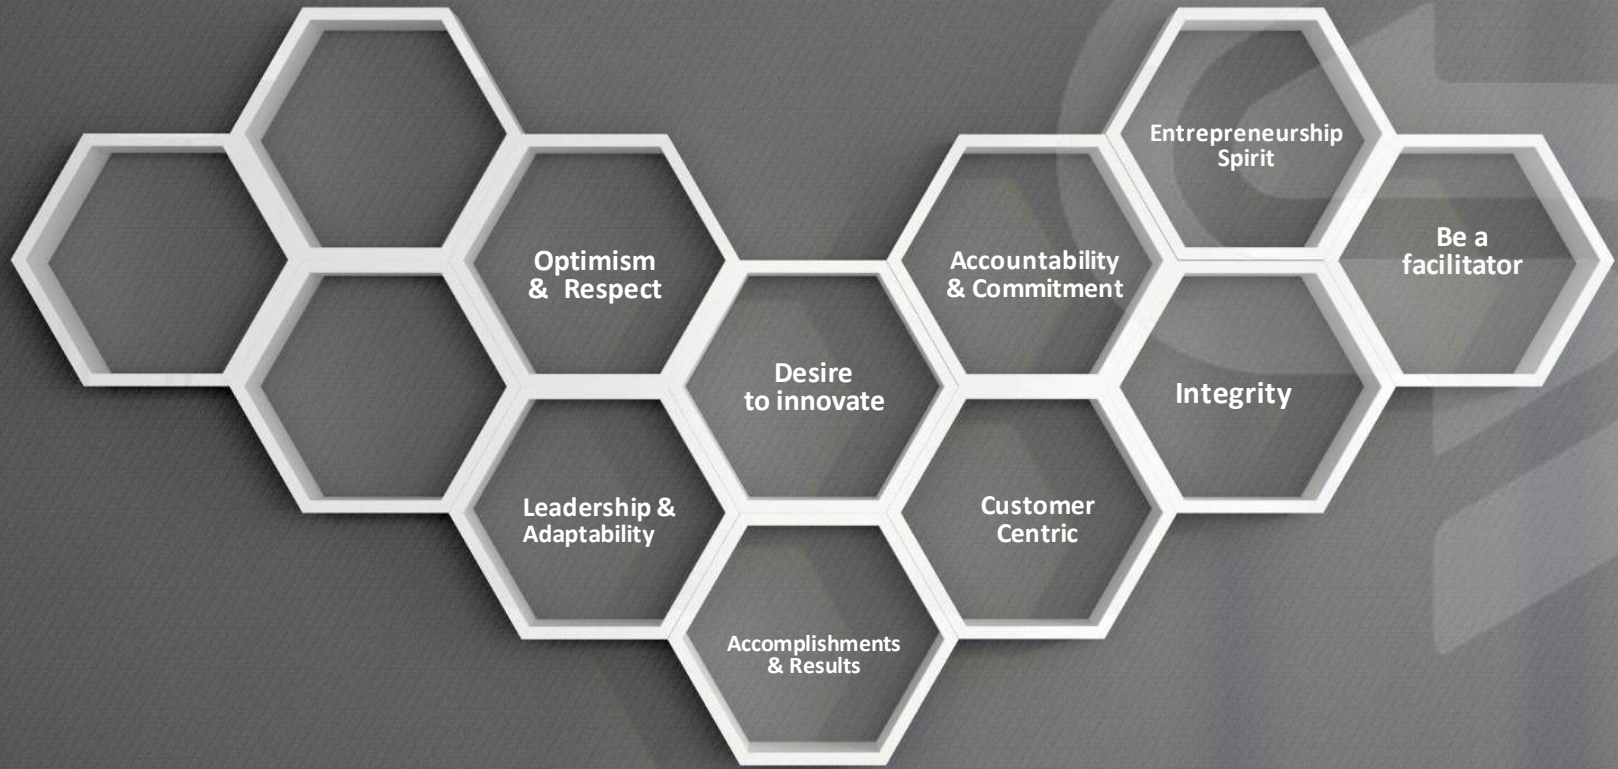 Entrepreneurship
Spirit
Be a
facilitator
Optimism
& Respect
Accountability
& Commitment
Desire
to innovate
Integrity
Leadership &
Adaptability
Customer
Centric
Accomplishments
& Results